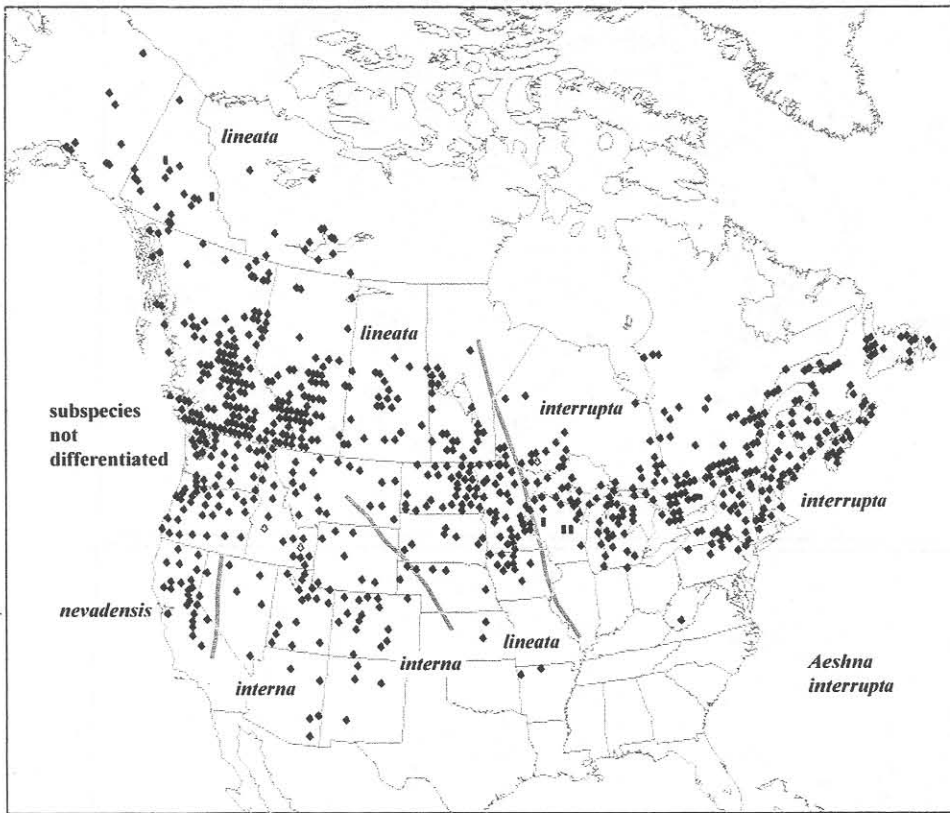 lineata
lineata
interrupta
subspecies
not
differentiated
interrupta
nevadensis
lineata
interna
interna
Aeshna
interrupta